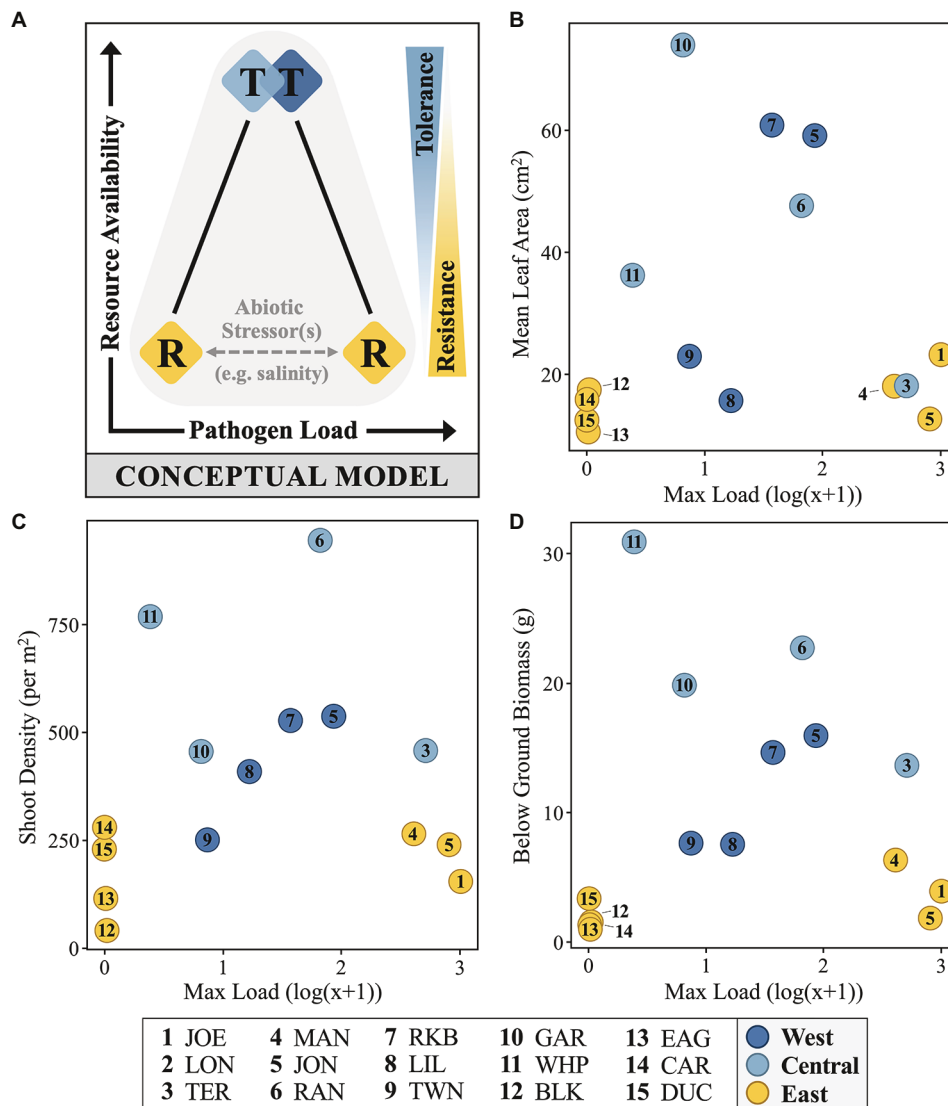 A
Resource Availability
T T
Tolerance
Resistance
Abiotic
Stressor(s)
R R
(e.g. salinity)
Pathogen Load
CONCEPTUAL MODEL
B
Mean Leaf Area (cm²)
60
40
20
10
7
5
6
11
9
8
1
12
4
3
14
15
5
13
0 1 2 3
Max Load (log(x+1))
C
Shoot Density (per m²)
750
500
250
0
6
11
7
5
10
3
8
14
4
9
5
15
1
13
12
0 1 2 3
Max Load (log(x+1))
D
Below Ground Biomass (g)
30
20
10
0
11
6
10
5
7
3
9
8
4
1
15
12
5
13
14
0 1 2 3
Max Load (log(x+1))
1 JOE 4 MAN 7 RKB 10 GAR 13 EAG West
2 LON 5 JON 8 LIL 11 WHP 14 CAR Central
3 TER 6 RAN 9 TWN 12 BLK 15 DUC East